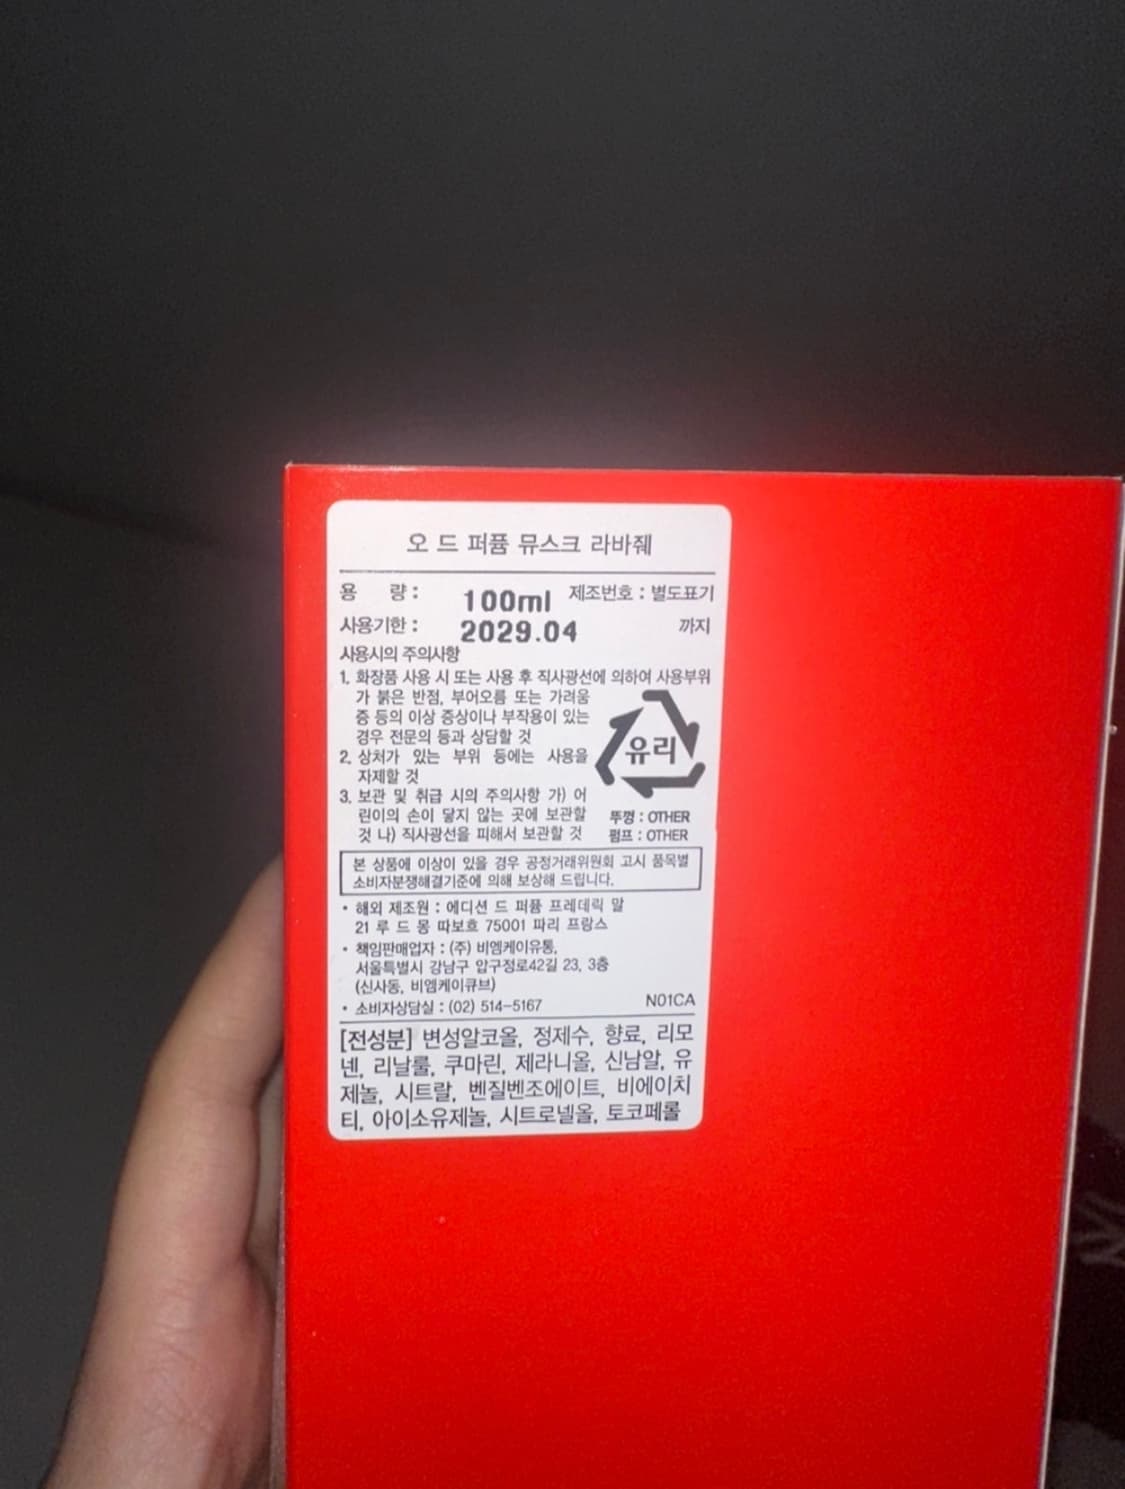 오 드 퍼퓸 뮤스크 라바줴
용 량 : 100ml 제조번호 : 별도표기
사용기한 : 2029.04 까지
사용시의 주의사항
1. 화장품 사용 시 또는 사용 후 직사광선에 의하여 사용부위
가 붉은 반점, 부어오름 또는 가려움
증 등의 이상 증상이나 부작용이 있는
경우 전문의 등과 상담할 것
2. 상처가 있는 부위 등에는 사용을
자제할 것
3. 보관 및 취급 시의 주의사항 가) 어
린이의 손이 닿지 않는 곳에 보관할
것 나) 직사광선을 피해서 보관할 것
유리
뚜껑 : OTHER
펌프 : OTHER
본 상품에 이상이 있을 경우 공정거래위원회 고시 품목별
소비자분쟁해결기준에 의해 보상해 드립니다.
• 해외 제조원 : 에디션 드 퍼퓸 프레데릭 말
21 루 드 몽 따보흐 75001 파리 프랑스
• 책임판매업자 : (주) 비엠케이유통,
서울특별시 강남구 압구정로42길 23, 3층
(신사동, 비엠케이큐브)
• 소비자상담실 : (02) 514-5167 N01CA
[전성분] 변성알코올, 정제수, 향료, 리모
넨, 리날룰, 쿠마린, 제라니올, 신남알, 유
제놀, 시트랄, 벤질벤조에이트, 비에이치
티, 아이소유제놀, 시트로넬올, 토코페롤